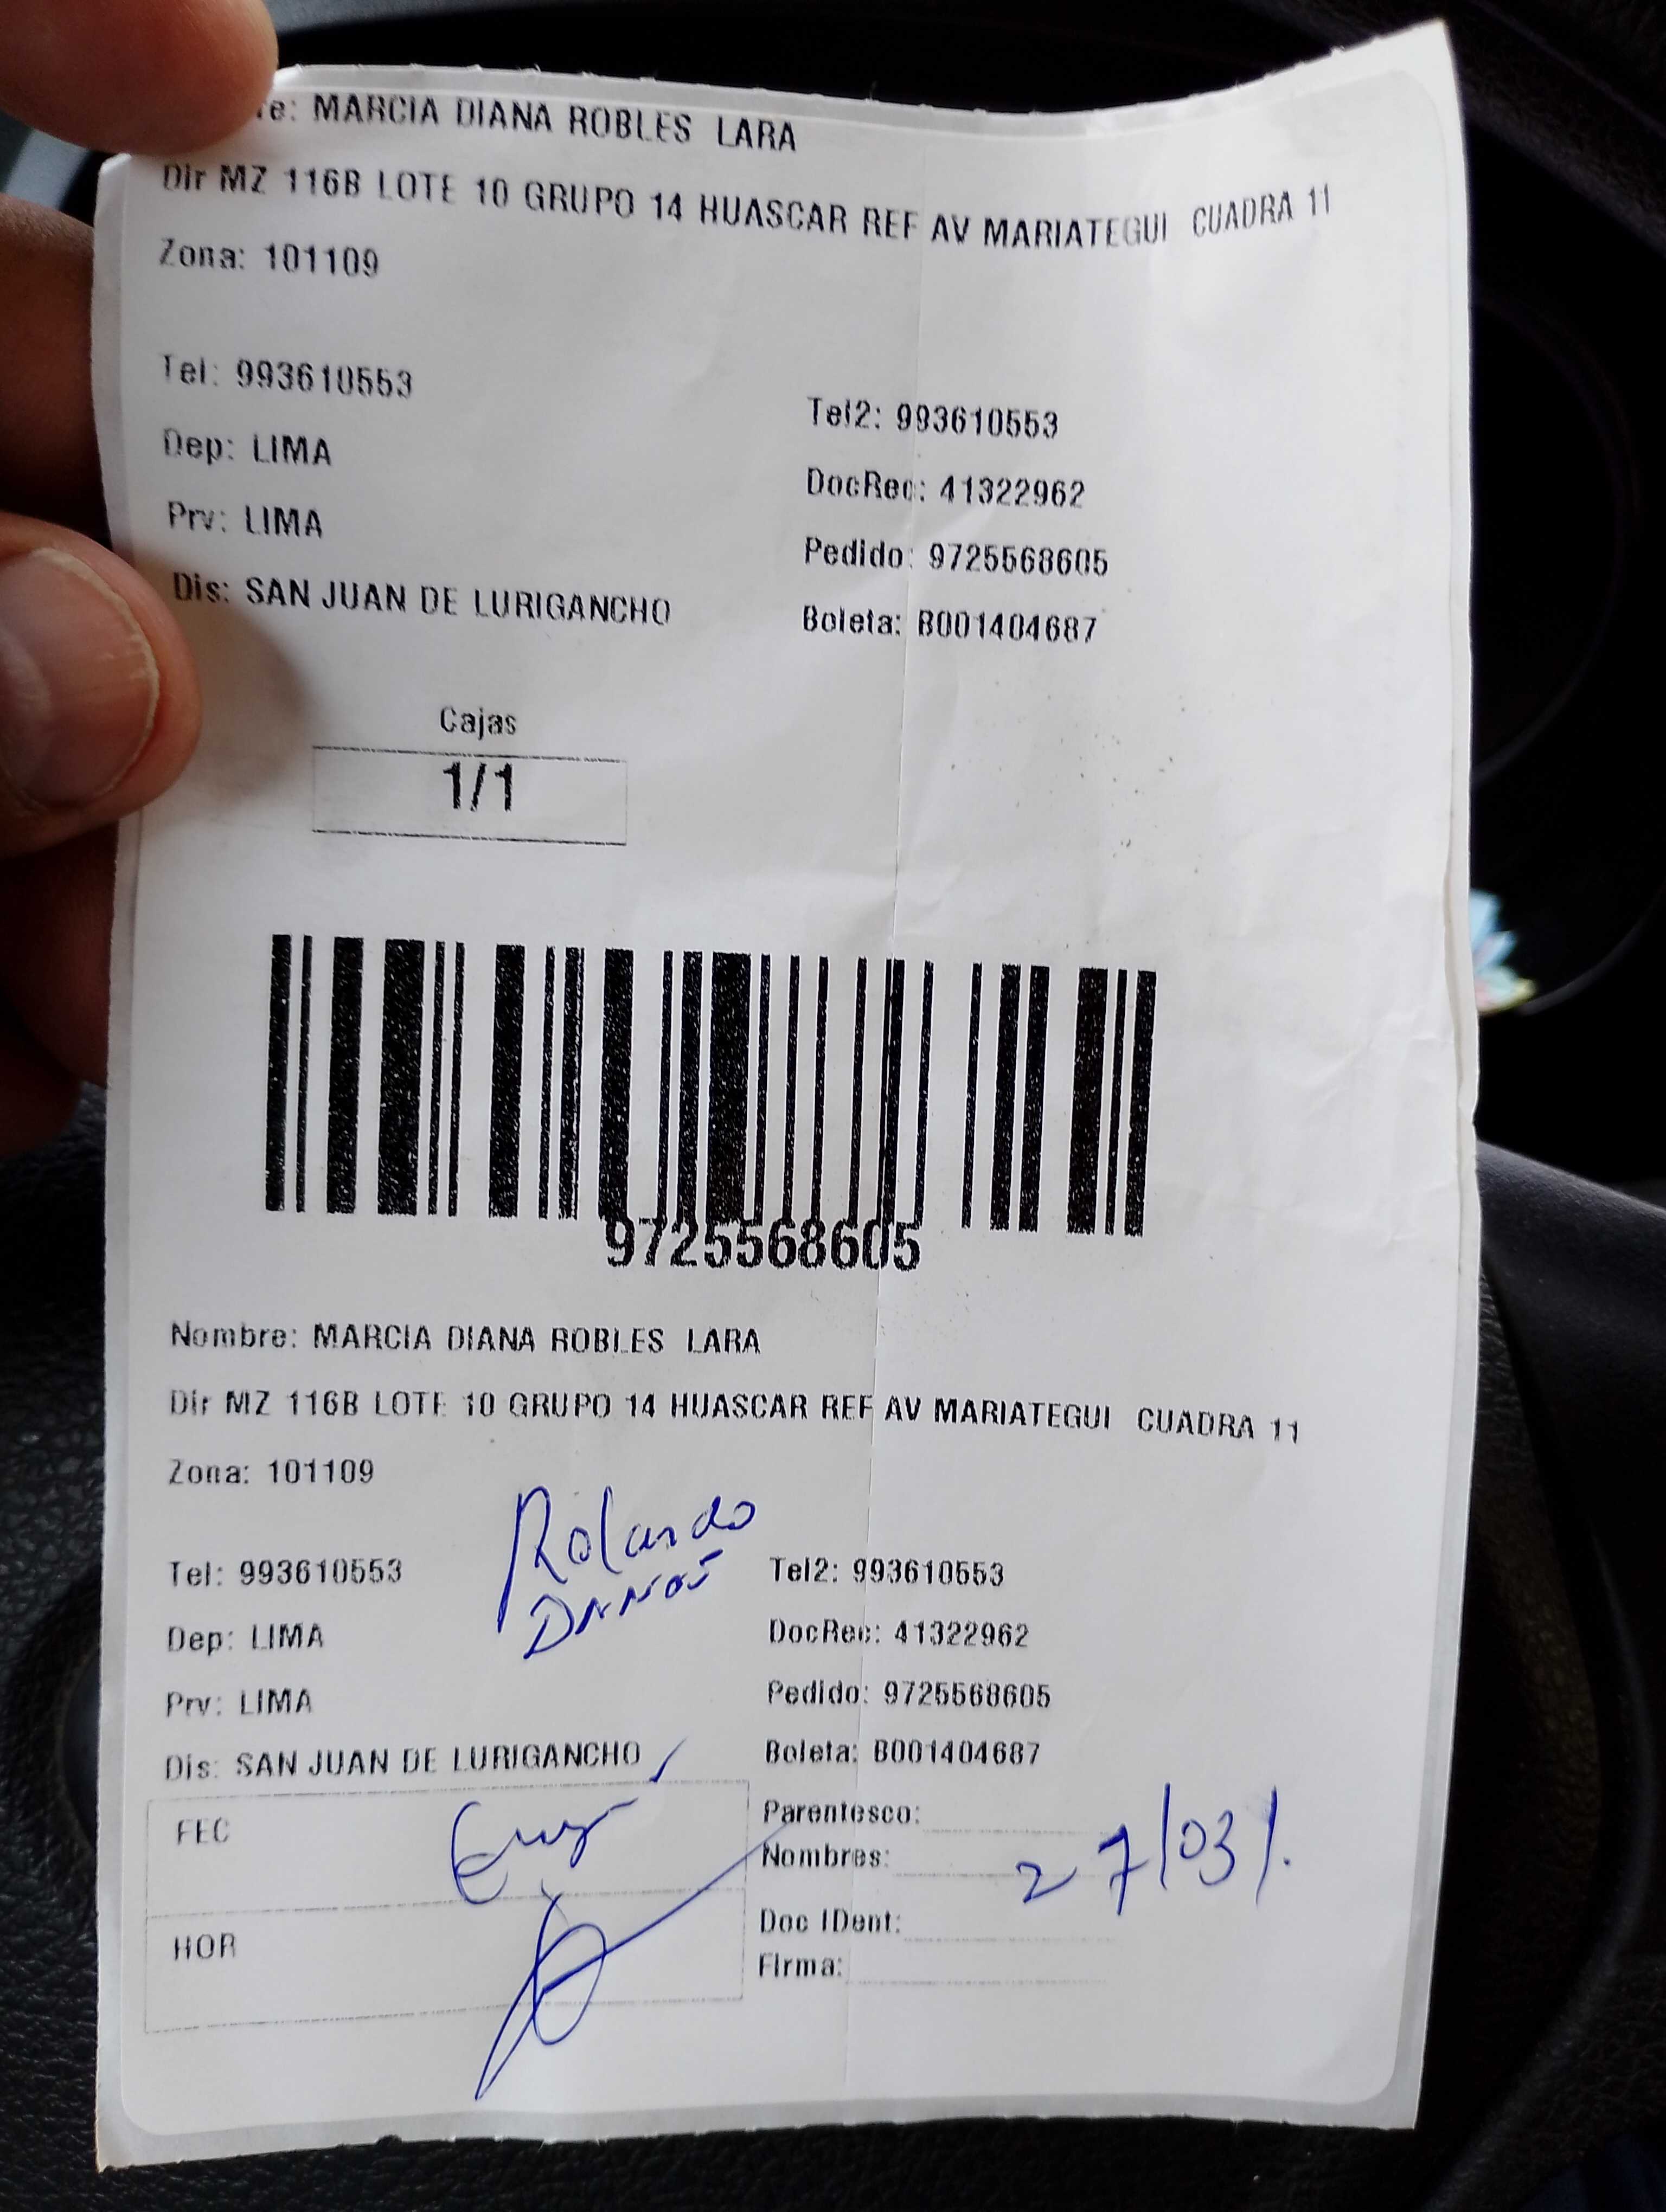 re: MARCIA DIANA ROBLES LARA
Dir MZ 116B LOTE 10 GRUPO 14 HUASCAR REF AV MARIATEGUI CUADRA 11
Zona: 101109
Tel: 993610553
Tel2: 993610553
Dep: LIMA
DocRec: 41322962
Prv: LIMA
Pedido: 9725568605
Dis: SAN JUAN DE LURIGANCHO
Boleta: B001404687
Cajas
1/1
9725568605
Nombre: MARCIA DIANA ROBLES LARA
Dir MZ 116B LOTE 10 GRUPO 14 HUASCAR REF AV MARIATEGUI CUADRA 11
Zona: 101109
Rolando
Tel: 993610553
Tel2: 993610553
Dep: LIMA
DocRec: 41322962
Prv: LIMA
Pedido: 9725568605
Dis: SAN JUAN DE LURIGANCHO
Boleta: B001404687
FEC
Parentesco:
Nombres:
27/03/.
HOR
Doc IDent:
Firma: